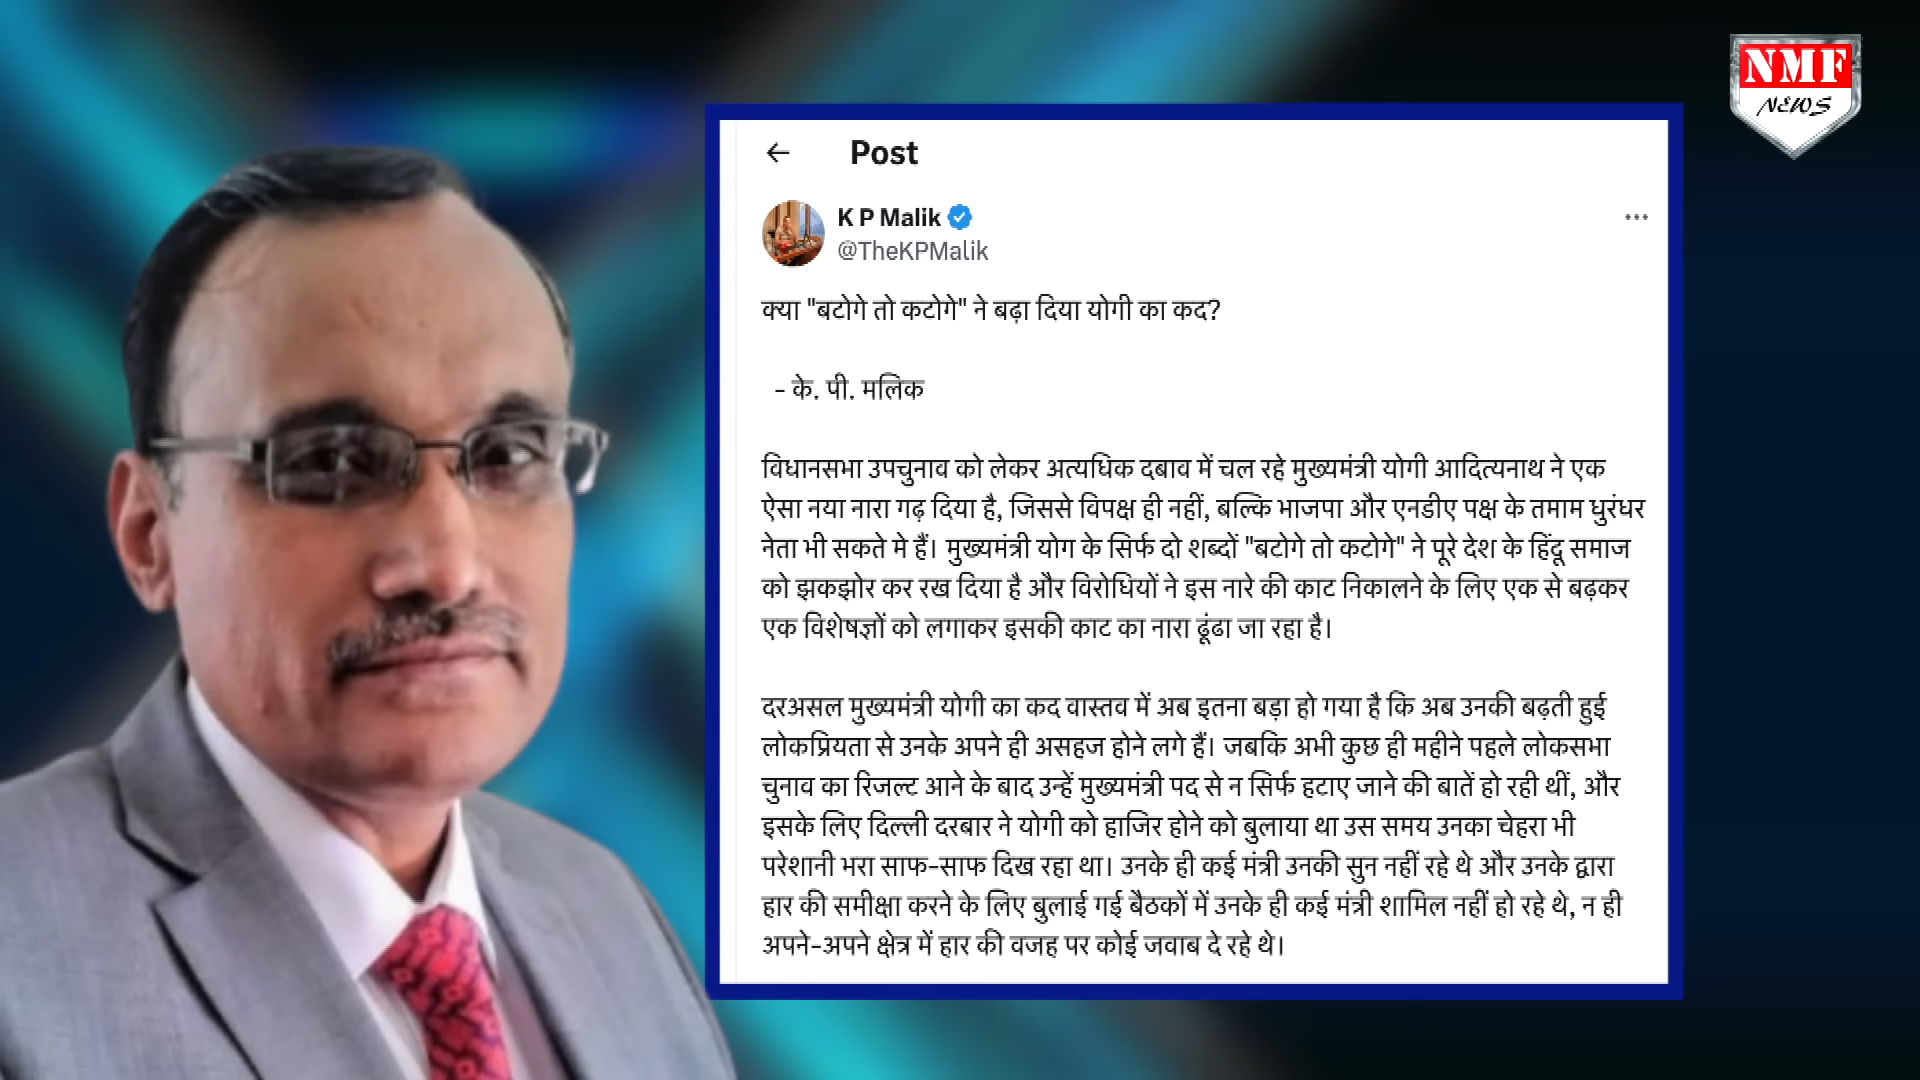 NMF
NEWS
← Post
K P Malik
@TheKPMalik
क्या "बटोगे तो कटोगे" ने बढ़ा दिया योगी का कद?
- के. पी. मलिक
विधानसभा उपचुनाव को लेकर अत्यधिक दबाव में चल रहे मुख्यमंत्री योगी आदित्यनाथ ने एक
ऐसा नया नारा गढ़ दिया है, जिससे विपक्ष ही नहीं, बल्कि भाजपा और एनडीए पक्ष के तमाम धुरंधर
नेता भी सकते मे हैं। मुख्यमंत्री योग के सिर्फ दो शब्दों "बटोगे तो कटोगे" ने पूरे देश के हिंदू समाज
को झकझोर कर रख दिया है और विरोधियों ने इस नारे की काट निकालने के लिए एक से बढ़कर
एक विशेषज्ञों को लगाकर इसकी काट का नारा ढूंढा जा रहा है।
दरअसल मुख्यमंत्री योगी का कद वास्तव में अब इतना बड़ा हो गया है कि अब उनकी बढ़ती हुई
लोकप्रियता से उनके अपने ही असहज होने लगे हैं। जबकि अभी कुछ ही महीने पहले लोकसभा
चुनाव का रिजल्ट आने के बाद उन्हें मुख्यमंत्री पद से न सिर्फ हटाए जाने की बातें हो रही थीं, और
इसके लिए दिल्ली दरबार ने योगी को हाजिर होने को बुलाया था उस समय उनका चेहरा भी
परेशानी भरा साफ-साफ दिख रहा था। उनके ही कई मंत्री उनकी सुन नहीं रहे थे और उनके द्वारा
हार की समीक्षा करने के लिए बुलाई गई बैठकों में उनके ही कई मंत्री शामिल नहीं हो रहे थे, न ही
अपने-अपने क्षेत्र में हार की वजह पर कोई जवाब दे रहे थे।